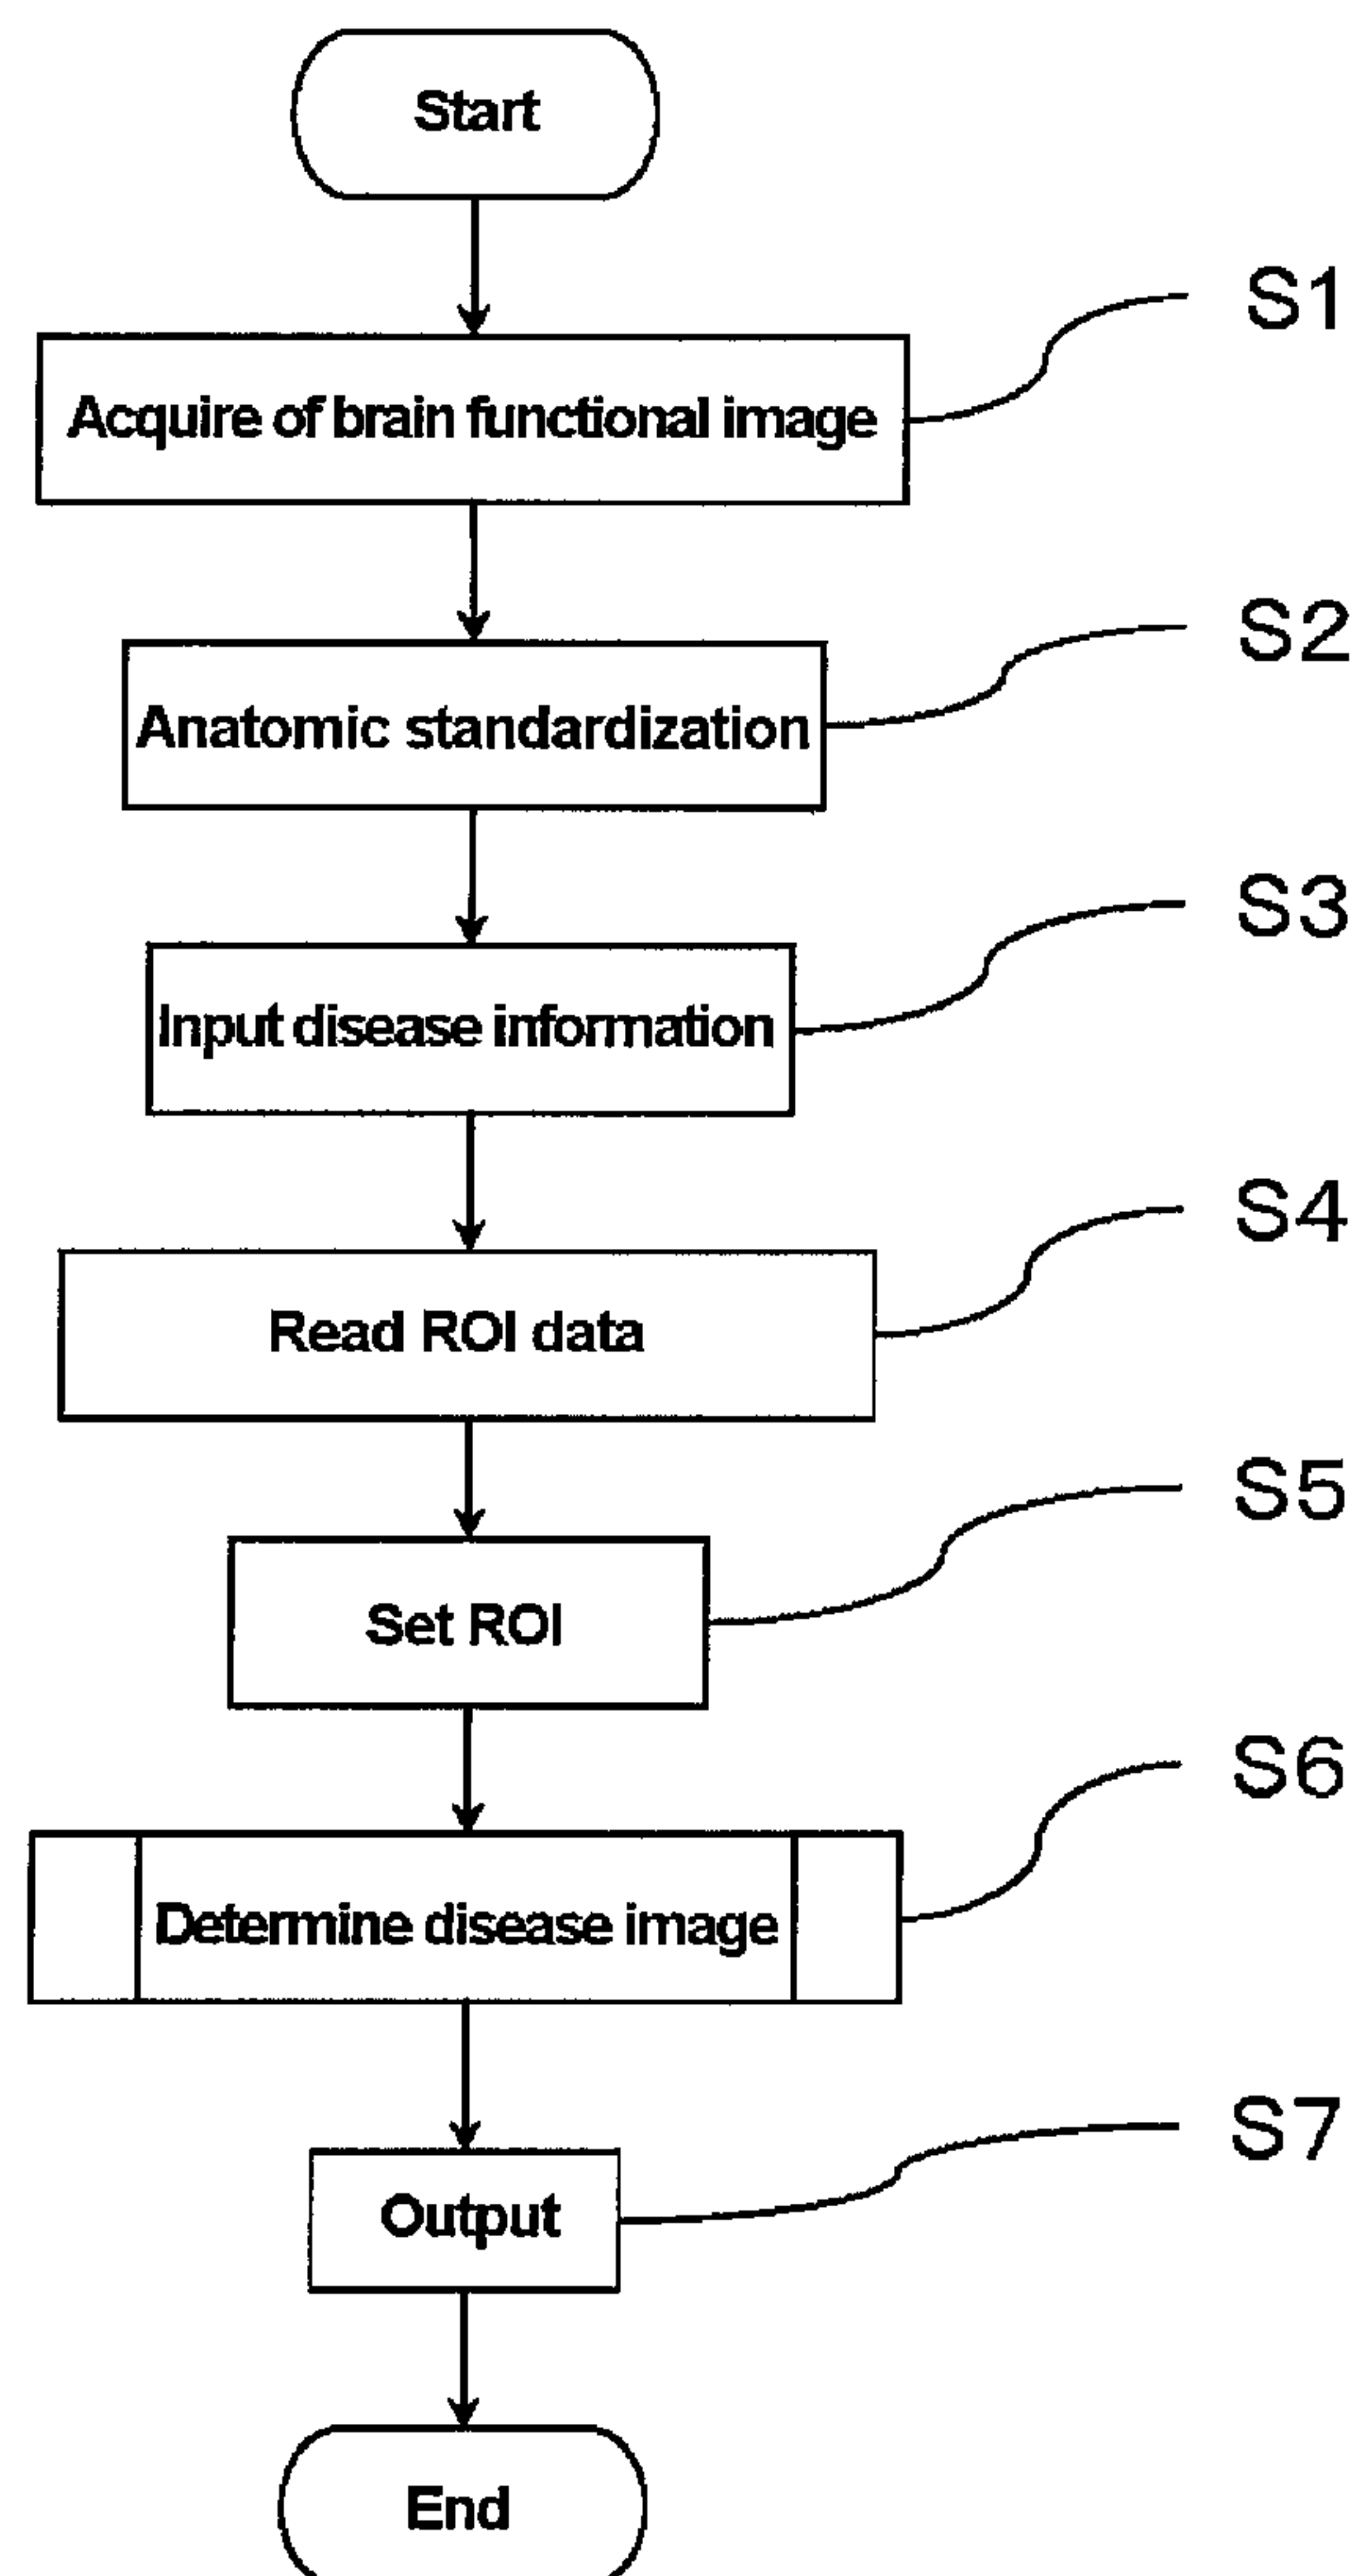 Start
S1
Acquire of brain functional image
S2
Anatomic standardization
S3
Input disease information
S4
Read ROI data
S5
Set ROI
S6
Determine disease image
S7
Output
End